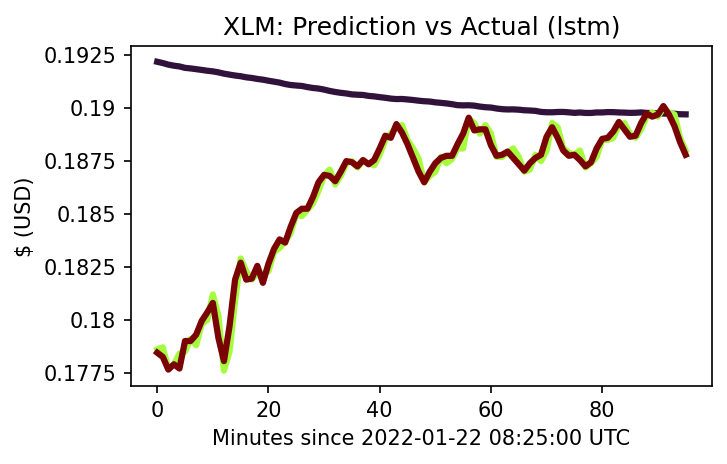 XLM: Prediction vs Actual (lstm)
0.1925
0.19
0.1875
0.185
0.1825
0.18
0.1775
$ (USD)
0 20 40 60 80
Minutes since 2022-01-22 08:25:00 UTC